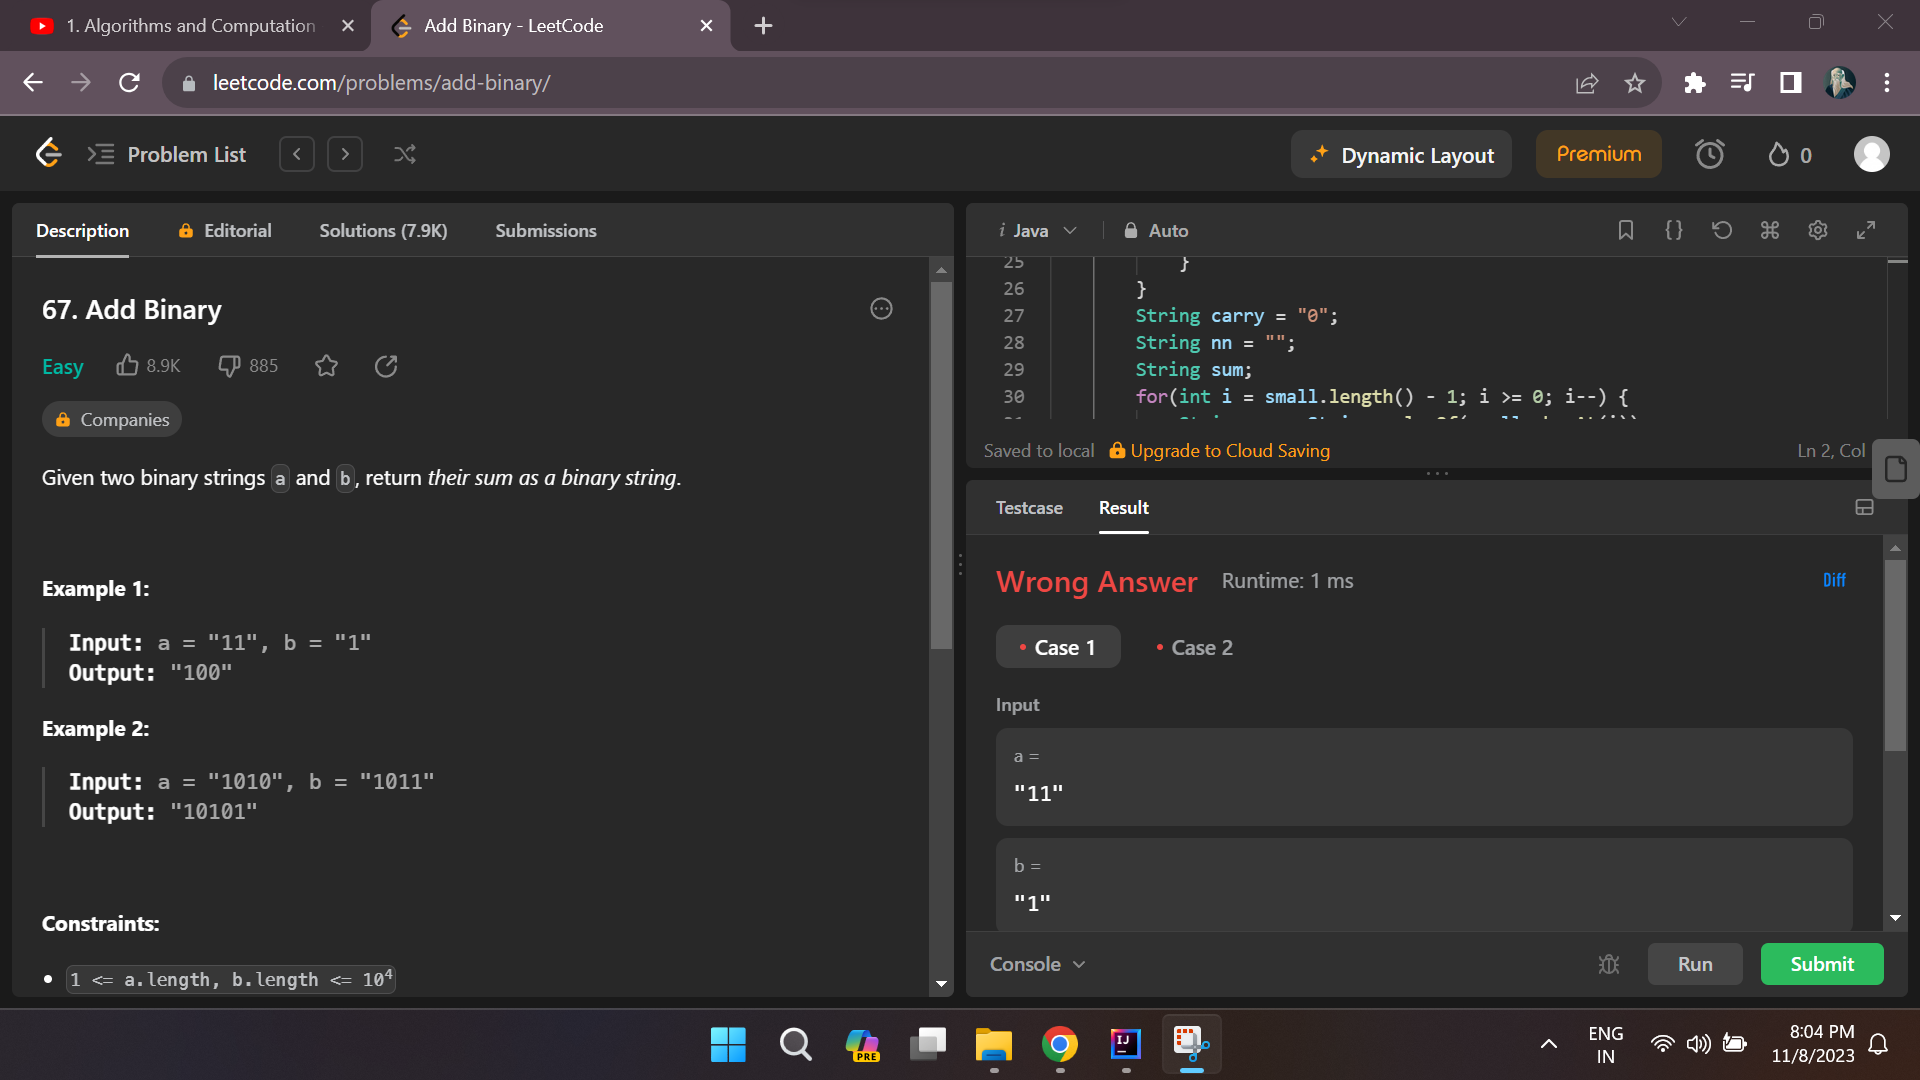 1. Algorithms and Computation
Add Binary - LeetCode
leetcode.com/problems/add-binary/
Problem List
Dynamic Layout
Premium
0
Description
Editorial
Solutions (7.9K)
Submissions
67. Add Binary
Easy
8.9K
885
Companies
Given two binary strings a and b, return their sum as a binary string.
Example 1:
Input: a = "11", b = "1"
Output: "100"
Example 2:
Input: a = "1010", b = "1011"
Output: "10101"
Constraints:
1 <= a.length, b.length <= 10⁴
i Java
Auto
25 }
26 }
27 String carry = "0";
28 String nn = "";
29 String sum;
30 for(int i = small.length() - 1; i >= 0; i--) {
Saved to local
Upgrade to Cloud Saving
Ln 2, Col
Testcase
Result
Wrong Answer
Runtime: 1 ms
Diff
Case 1
Case 2
Input
a =
"11"
b =
"1"
Console
Run
Submit
PRE
IJ
ENG
IN
8:04 PM
11/8/2023